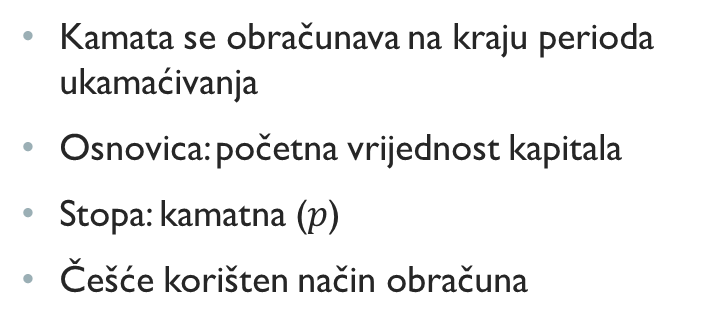 • Kamata se obračunava na kraju perioda
ukamaćivanja
• Osnovica: početna vrijednost kapitala
• Stopa: kamatna (p)
• Češće korišten način obračuna